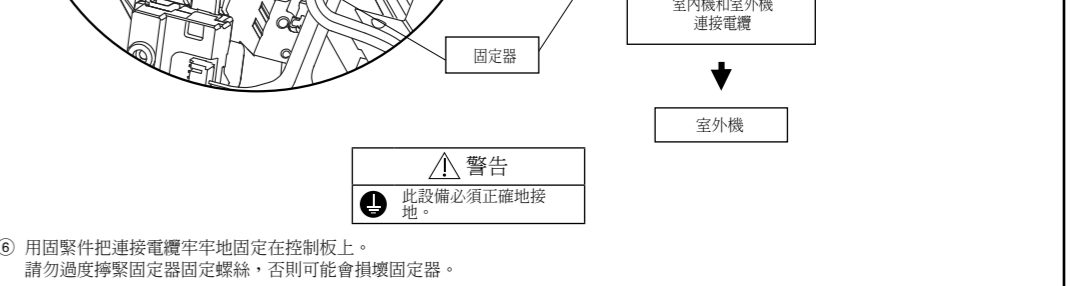 室內機和室外機
連接電纜
固定器
室外機
警告
此設備必須正確地接
地。
⑥ 用固緊件把連接電纜牢牢地固定在控制板上。
請勿過度擰緊固定器固定螺絲，否則可能會損壞固定器。